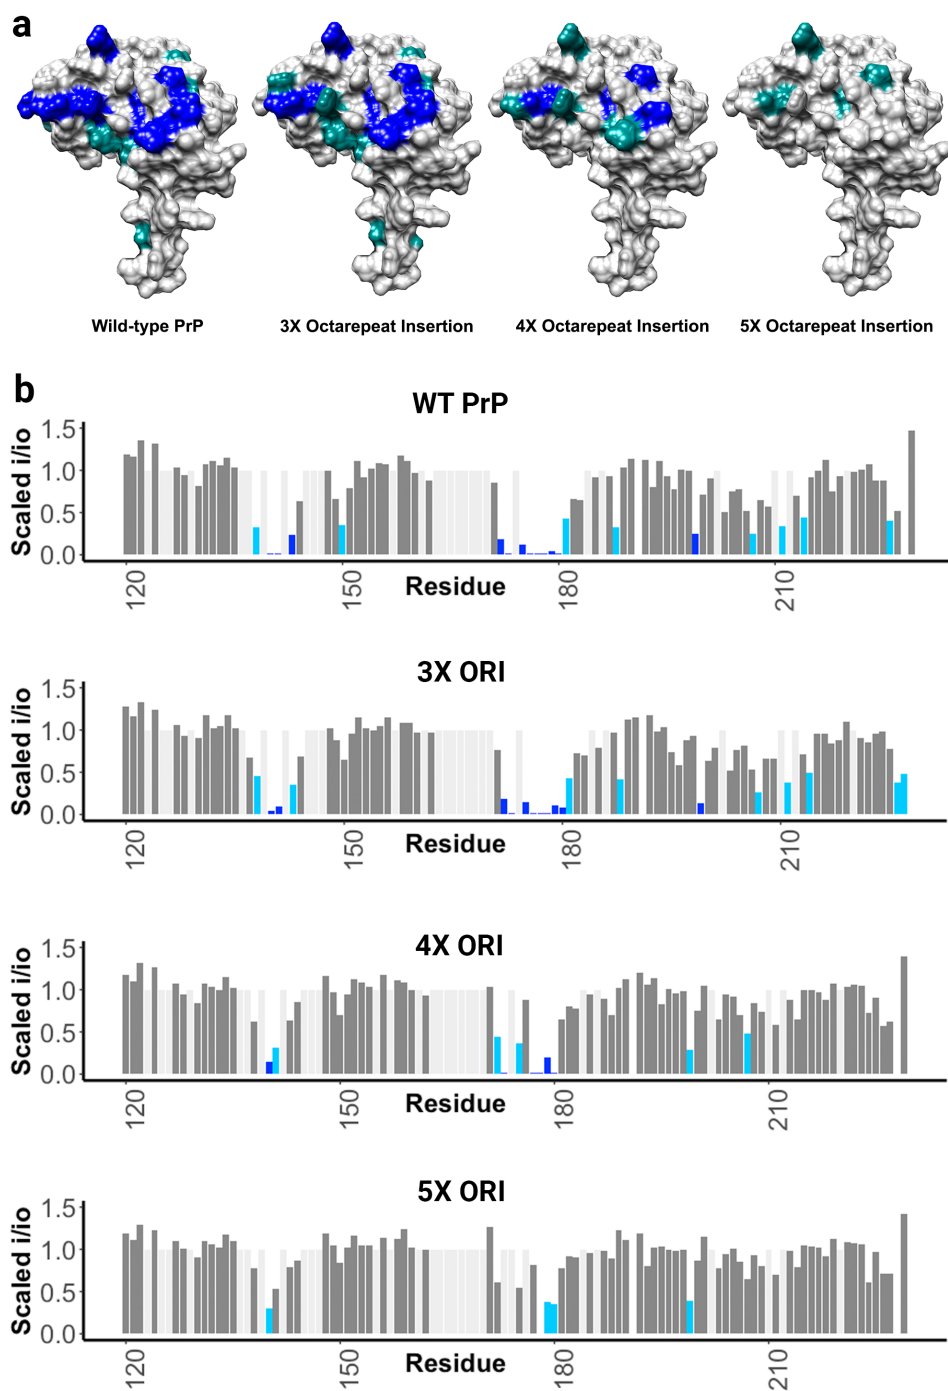 a
Wild-type PrP
3X Octarepeat Insertion
4X Octarepeat Insertion
5X Octarepeat Insertion
b
WT PrP
Scaled i/io
1.5
1.0
0.5
0.0
120
150
180
210
Residue
3X ORI
Scaled i/io
1.5
1.0
0.5
0.0
120
150
180
210
Residue
4X ORI
Scaled i/io
1.5
1.0
0.5
0.0
120
150
180
210
Residue
5X ORI
Scaled i/io
1.5
1.0
0.5
0.0
120
150
180
210
Residue